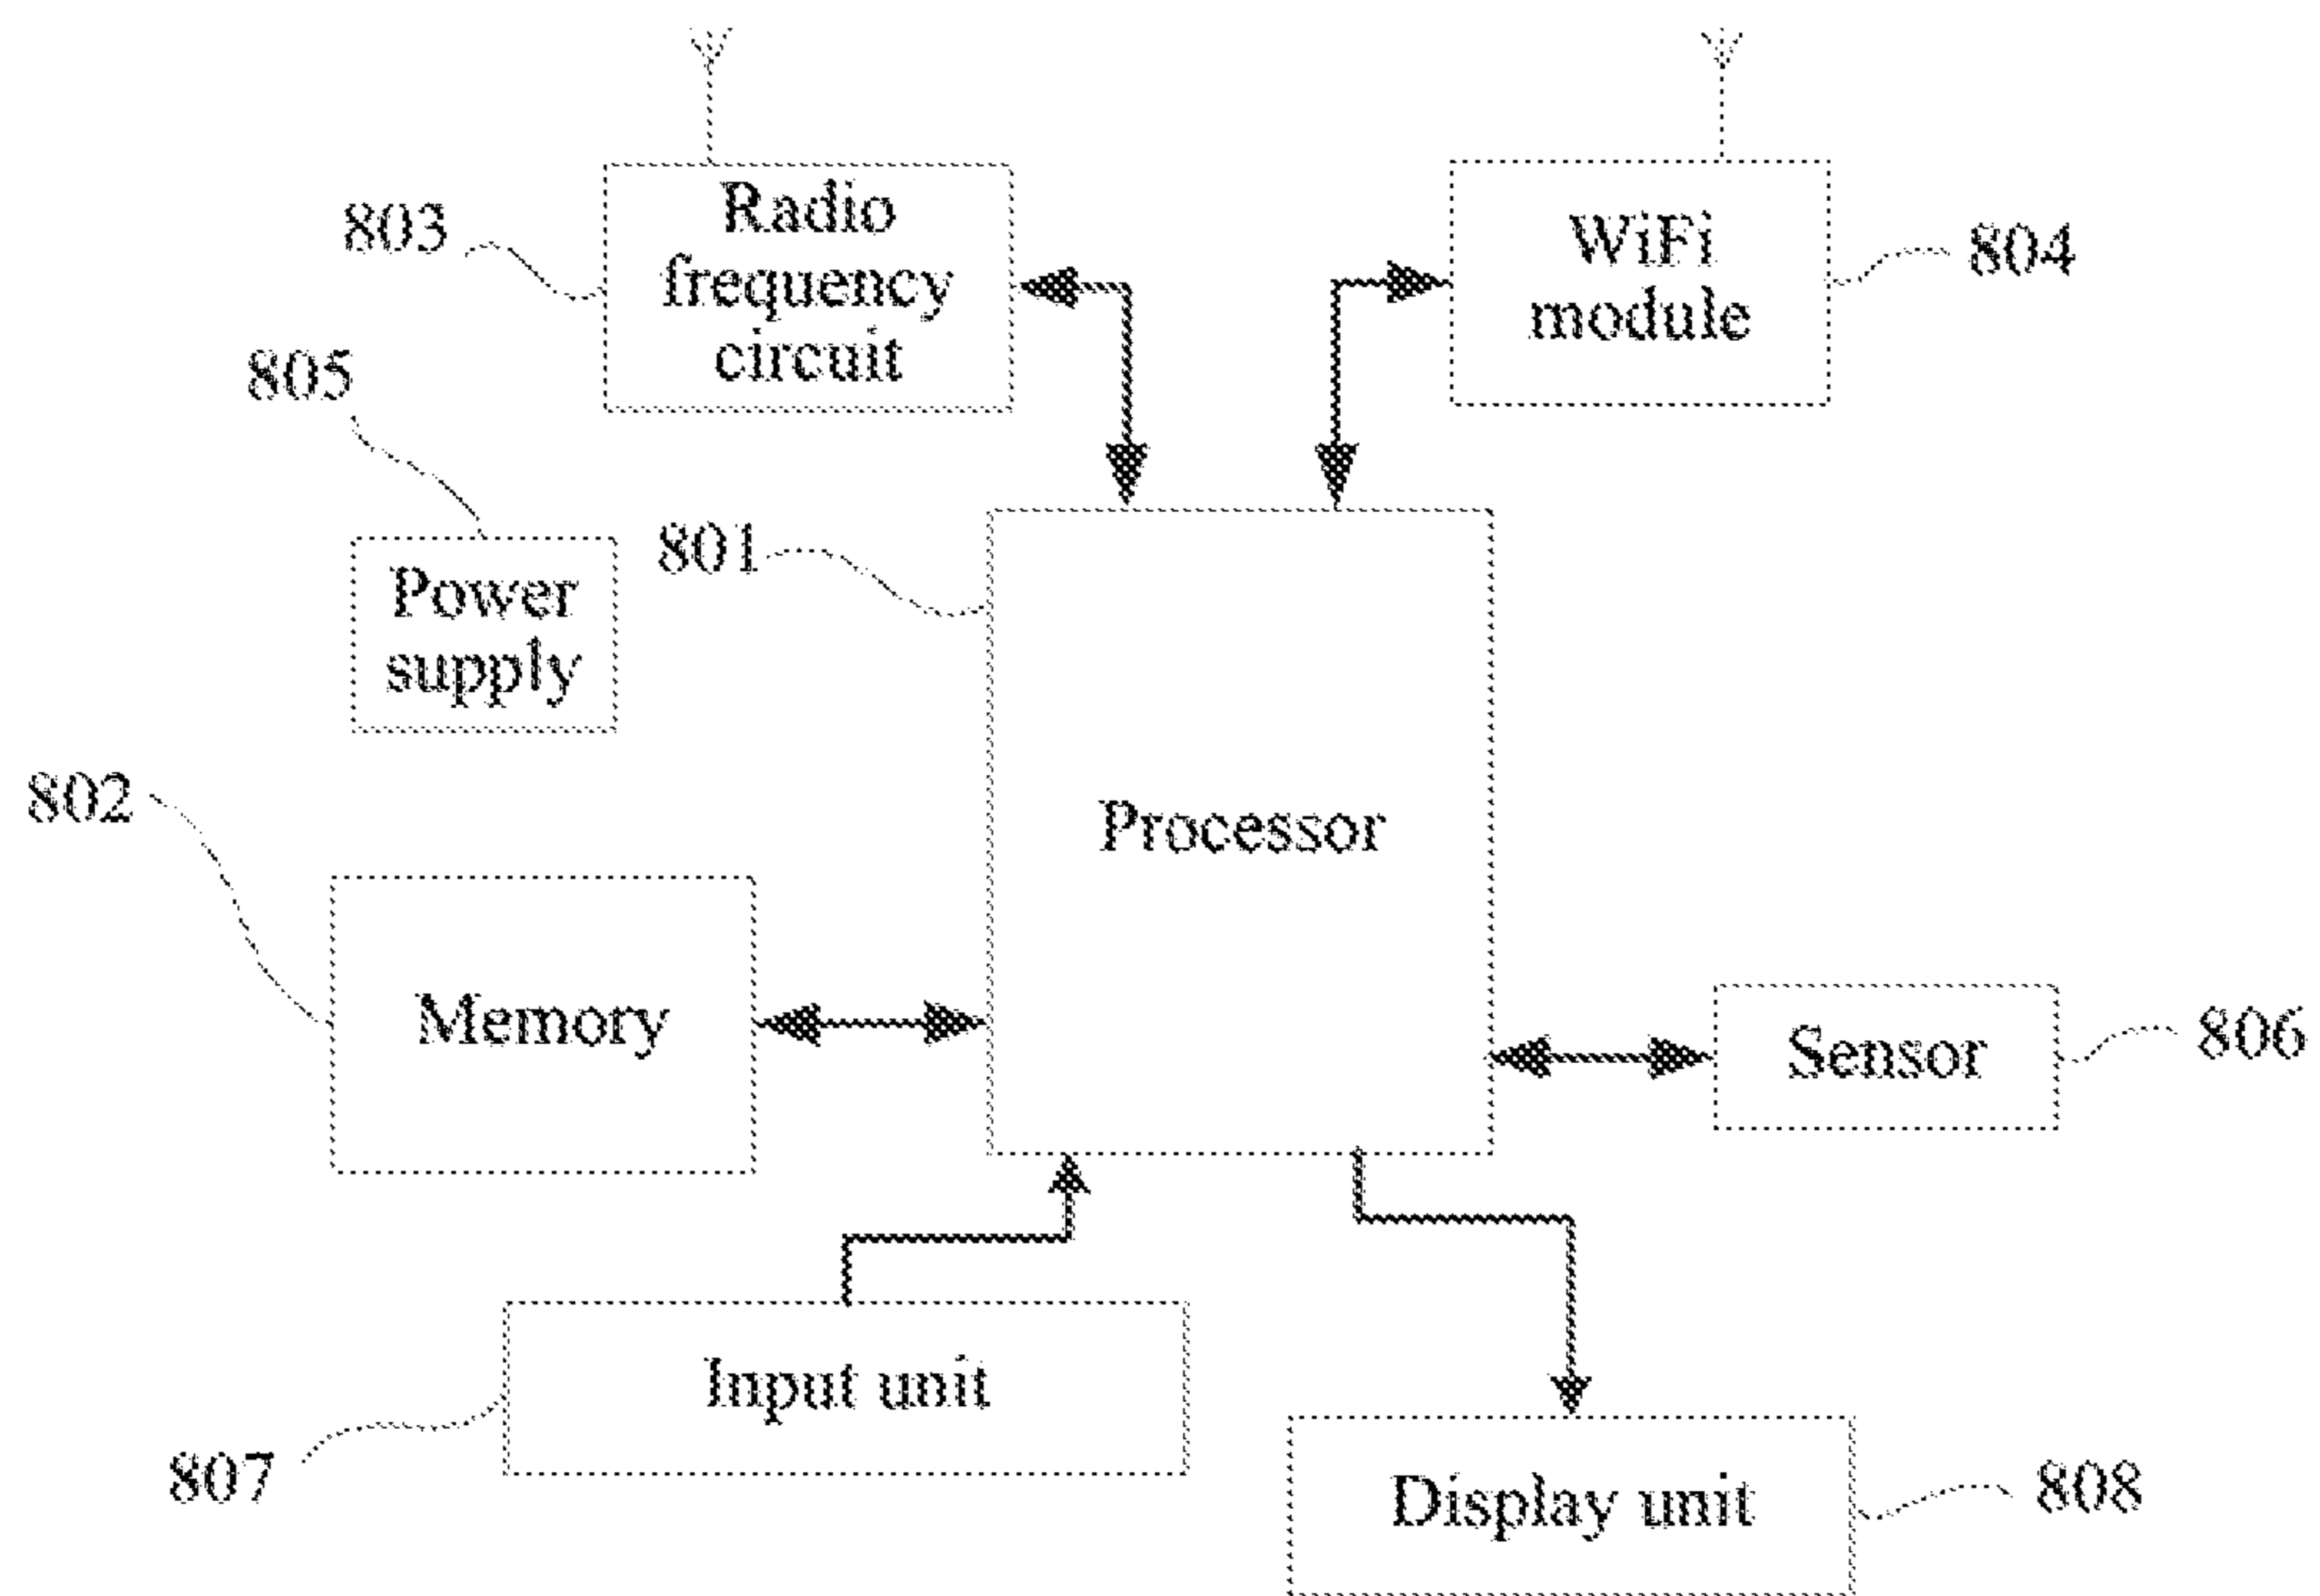 803
Radio
frequency
circuit
WiFi
module
804
805
Power
supply
801
Processor
802
Memory
Sensor
806
Input unit
807
Display unit
808